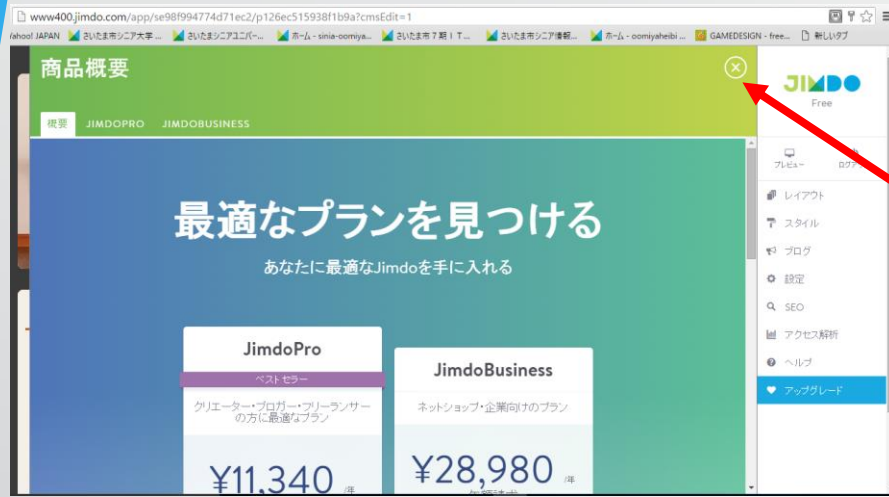 www400.jimdo.com/app/se98f994774d71ec2/p126ec515938f1b9a?cmsEdit=1
Yahoo! JAPAN さいたま市シニア大学 ... さいたまシニアユニバー... ホーム - sinia-oomiya... さいたま市7期IT... さいたま市シニア情報... ホーム - oomiyaheibi ... GAMEDESIGN - free... 新しいタブ
商品概要
概要 JIMDOPRO JIMDOBUSINESS
最適なプランを見つける
あなたに最適なJimdoを手に入れる
JimdoPro
ベストセラー
クリエーター・ブロガー・フリーランサー
の方に最適なプラン
¥11,340 /年
JimdoBusiness
ネットショップ・企業向けのプラン
¥28,980 /年
JIMDO
Free
プレビュー
レイアウト
スタイル
ブログ
設定
SEO
アクセス解析
ヘルプ
アップグレード